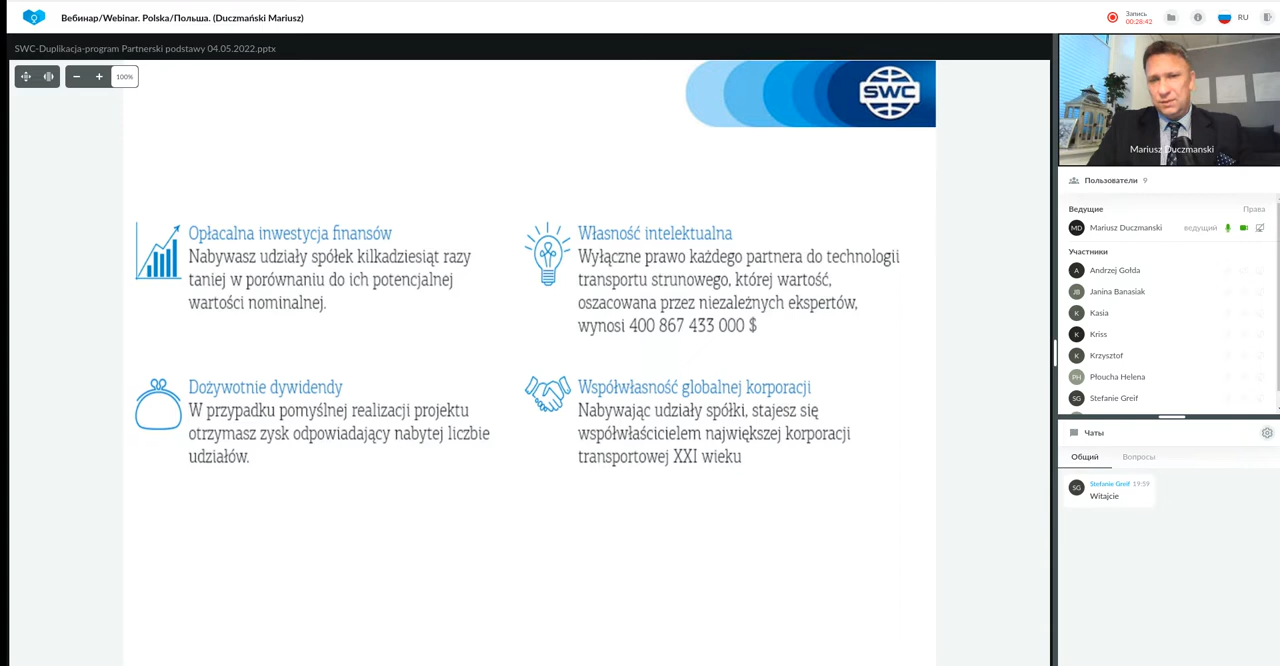 Вебинар/Webinar. Polska/Польша. (Duczmański Mariusz)
Запись
00:28:42
RU
SWC-Duplikacja-program Partnerski podstawy 04.05.2022.pptx
100%
SWC
Opłacalna inwestycja finansów
Nabywasz udziały spółek kilkadziesiąt razy
taniej w porównaniu do ich potencjalnej
wartości nominalnej.
Własność intelektualna
Wyłączne prawo każdego partnera do technologii
transportu strunowego, której wartość,
oszacowana przez niezależnych ekspertów,
wynosi 400 867 433 000 $
Dożywotnie dywidendy
W przypadku pomyślnej realizacji projektu
otrzymasz zysk odpowiadający nabytej liczbie
udziałów.
Współwłasność globalnej korporacji
Nabywając udziały spółki, stajesz się
współwłaścicielem największej korporacji
transportowej XXI wieku
Mariusz Duczmanski
Пользователи 9
Ведущие Права
MD Mariusz Duczmanski ведущий
Участники
A Andrzej Gołda
JB Janina Banasiak
K Kasia
K Kriss
K Krzysztof
PH Płoucha Helena
SG Stefanie Greif
Чаты
Общий Вопросы
SG Stefanie Greif 19:59
Witajcie